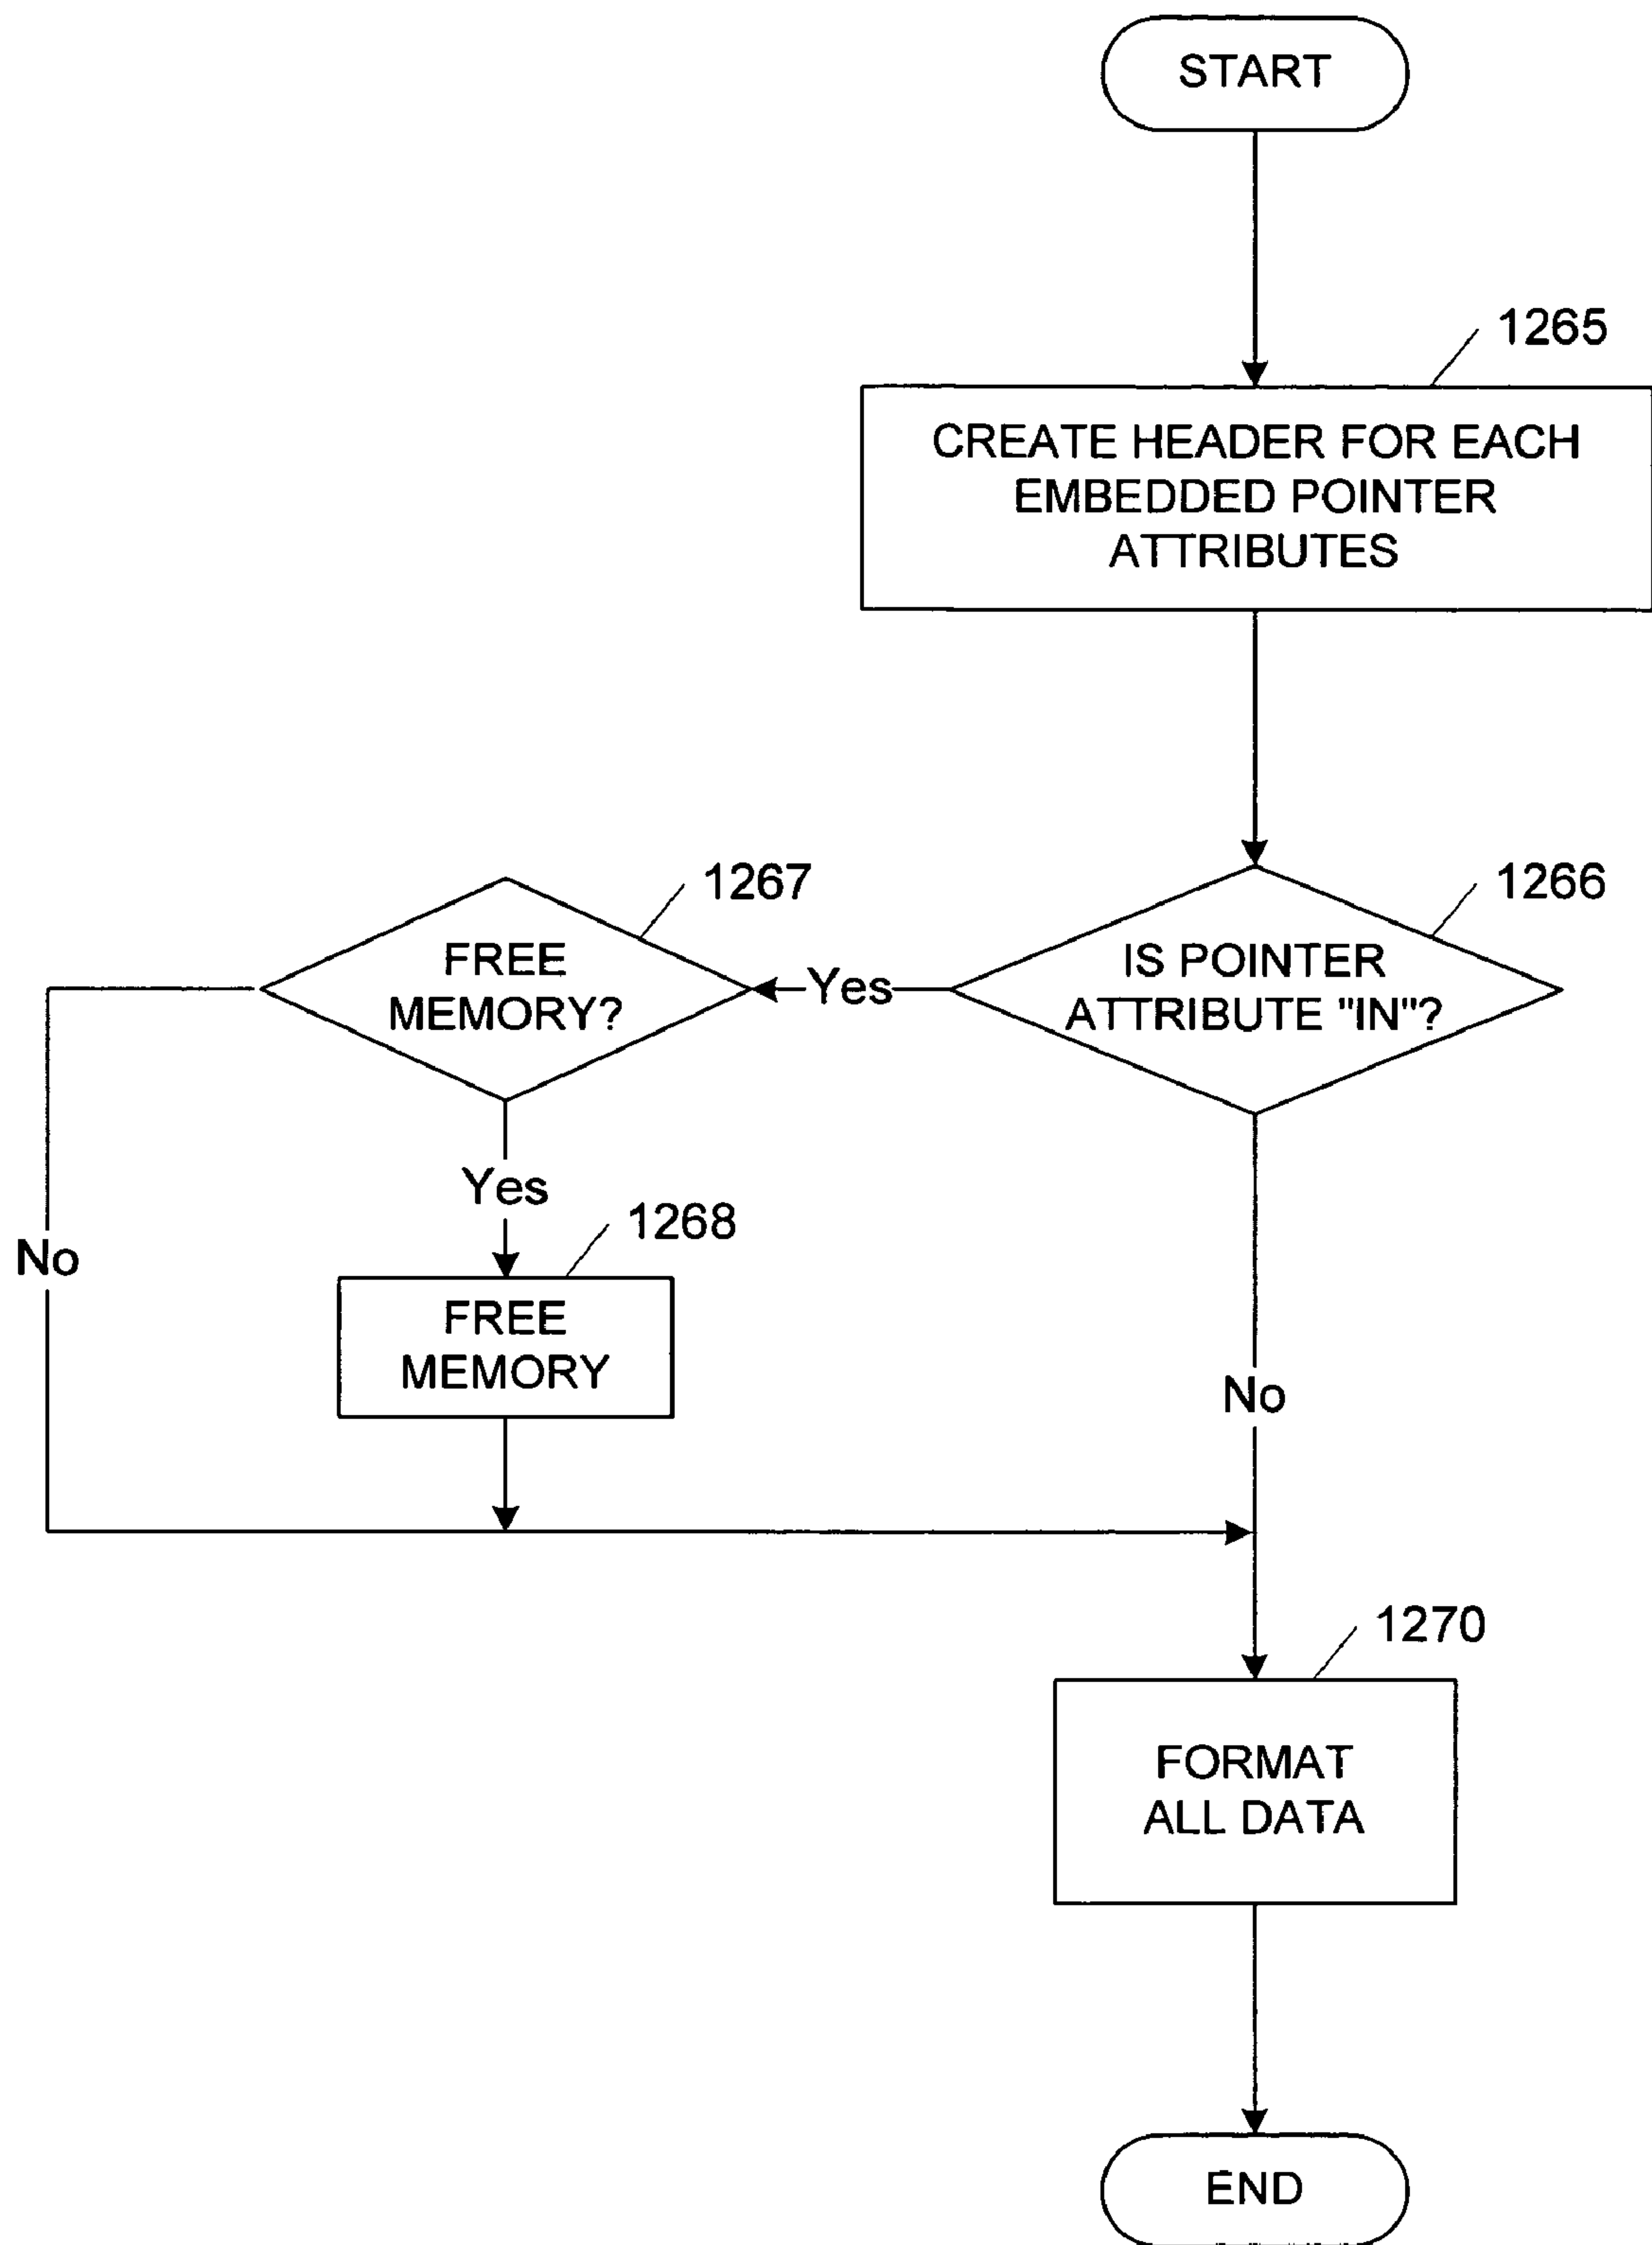 START
1265
CREATE HEADER FOR EACH
EMBEDDED POINTER
ATTRIBUTES
1267
1266
FREE
MEMORY?
Yes
IS POINTER
ATTRIBUTE "IN"?
Yes
1268
No
FREE
MEMORY
No
1270
FORMAT
ALL DATA
END